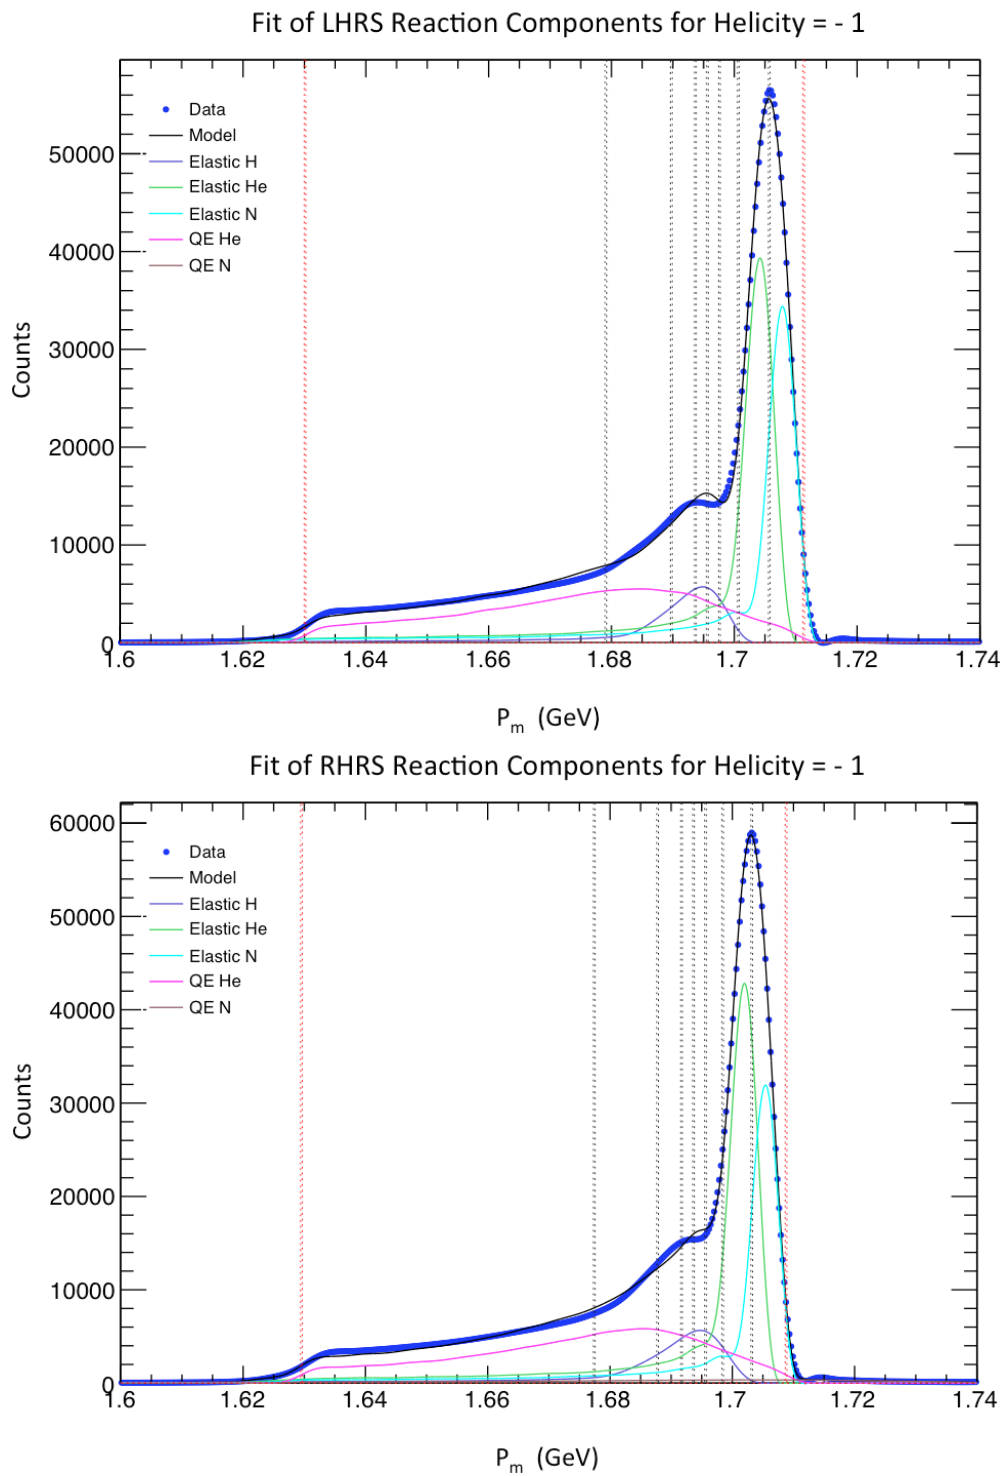 Fit of LHRS Reaction Components for Helicity = - 1
Data
Model
Elastic H
Elastic He
Elastic N
QE He
QE N
50000
40000
30000
20000
10000
0
Counts
1.6 1.62 1.64 1.66 1.68 1.7 1.72 1.74
Pm (GeV)
Fit of RHRS Reaction Components for Helicity = - 1
60000
Data
Model
Elastic H
Elastic He
Elastic N
QE He
QE N
50000
40000
30000
20000
10000
0
Counts
1.6 1.62 1.64 1.66 1.68 1.7 1.72 1.74
Pm (GeV)